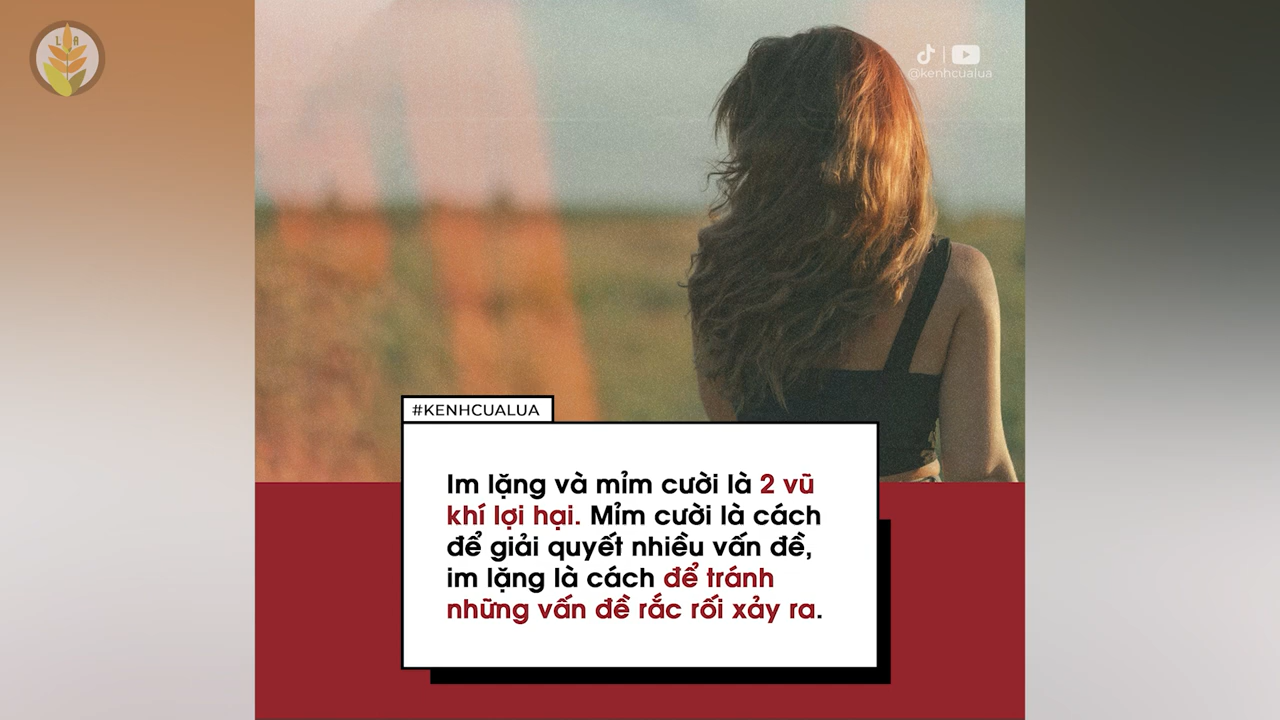 L A
@kenhcualua
#KENHCUALUA
Im lặng và mỉm cười là 2 vũ
khí lợi hại. Mỉm cười là cách
để giải quyết nhiều vấn đề,
im lặng là cách để tránh
những vấn đề rắc rối xảy ra.